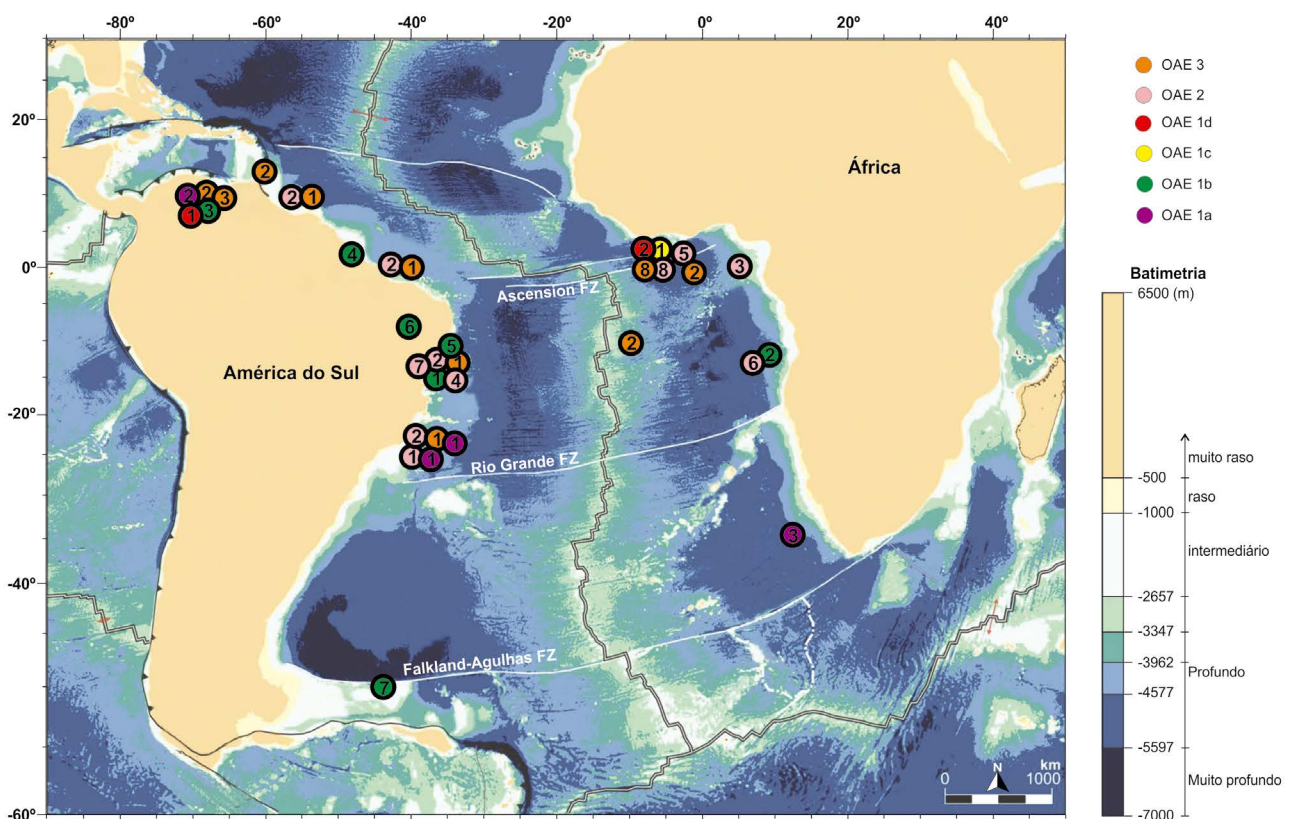 -80º -60º -40º -20º 0º 20º 40º
20º
0º
-20º
-40º
-60º
África
América do Sul
Ascension FZ
Rio Grande FZ
Falkland-Agulhas FZ
2
2 2 3
1 3
2 1
4
2 1
6
5
7 2 1
1 4
2 1 1
1 1
7
2 1 5
8 8 2
3
2
6 2
3
N km
0 1000
OAE 3
OAE 2
OAE 1d
OAE 1c
OAE 1b
OAE 1a
Batimetria
6500 (m)
muito raso
-500
raso
-1000
intermediário
-2657
-3347
-3962
Profundo
-4577
-5597
Muito profundo
-7000